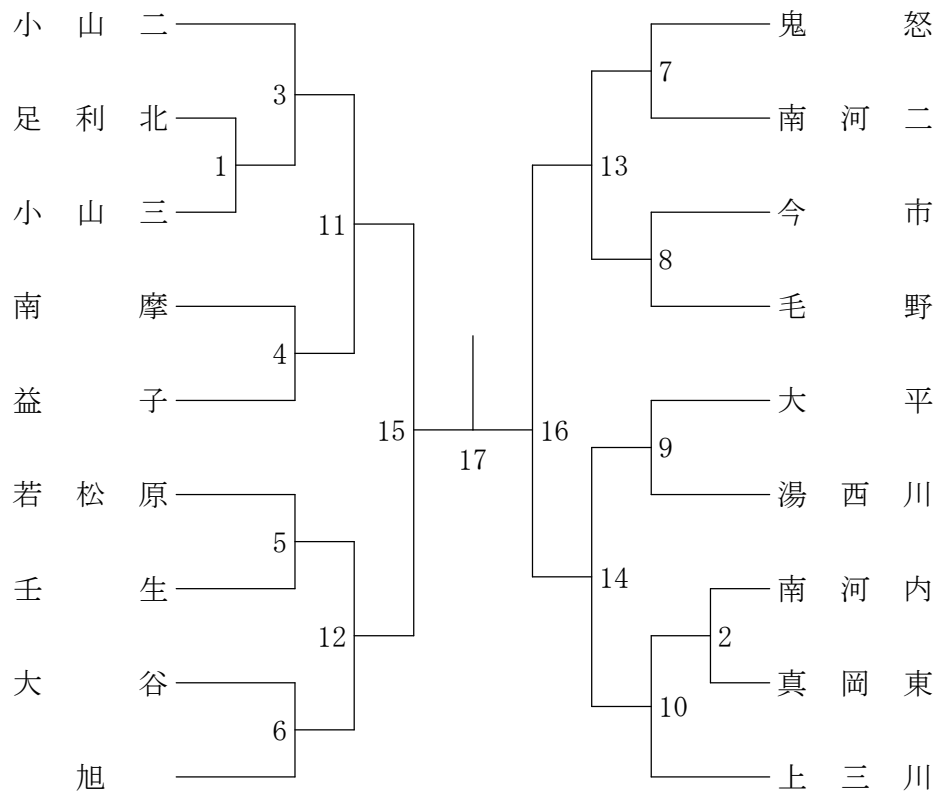 小山二
足利北
小山三
南摩
益子
若松原
壬生
大谷
旭
3
1
11
4
15
5
12
6
17
鬼怒
南河二
今市
毛野
大平
湯西川
南河内
真岡東
上三川
7
13
8
16
9
14
2
10